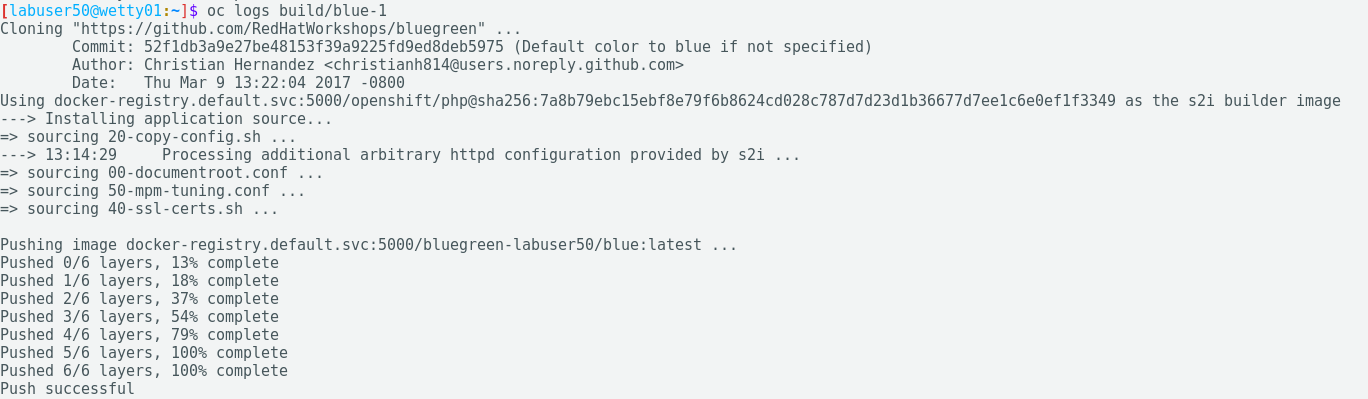 [labuser50@wetty01:~]$ oc logs build/blue-1
Cloning "https://github.com/RedHatWorkshops/bluegreen" ...
        Commit: 52f1db3a9e27be48153f39a9225fd9ed8deb5975 (Default color to blue if not specified)
        Author: Christian Hernandez <christianh814@users.noreply.github.com>
        Date:   Thu Mar 9 13:22:04 2017 -0800
Using docker-registry.default.svc:5000/openshift/php@sha256:7a8b79ebc15ebf8e79f6b8624cd028c787d7d23d1b36677d7ee1c6e0ef1f3349 as the s2i builder image
---> Installing application source...
=> sourcing 20-copy-config.sh ...
---> 13:14:29     Processing additional arbitrary httpd configuration provided by s2i ...
=> sourcing 00-documentroot.conf ...
=> sourcing 50-mpm-tuning.conf ...
=> sourcing 40-ssl-certs.sh ...

Pushing image docker-registry.default.svc:5000/bluegreen-labuser50/blue:latest ...
Pushed 0/6 layers, 13% complete
Pushed 1/6 layers, 18% complete
Pushed 2/6 layers, 37% complete
Pushed 3/6 layers, 54% complete
Pushed 4/6 layers, 79% complete
Pushed 5/6 layers, 100% complete
Pushed 6/6 layers, 100% complete
Push successful